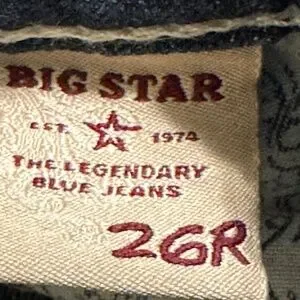 BIG STAR
EST. 1974
THE LEGENDARY
BLUE JEANS
26R